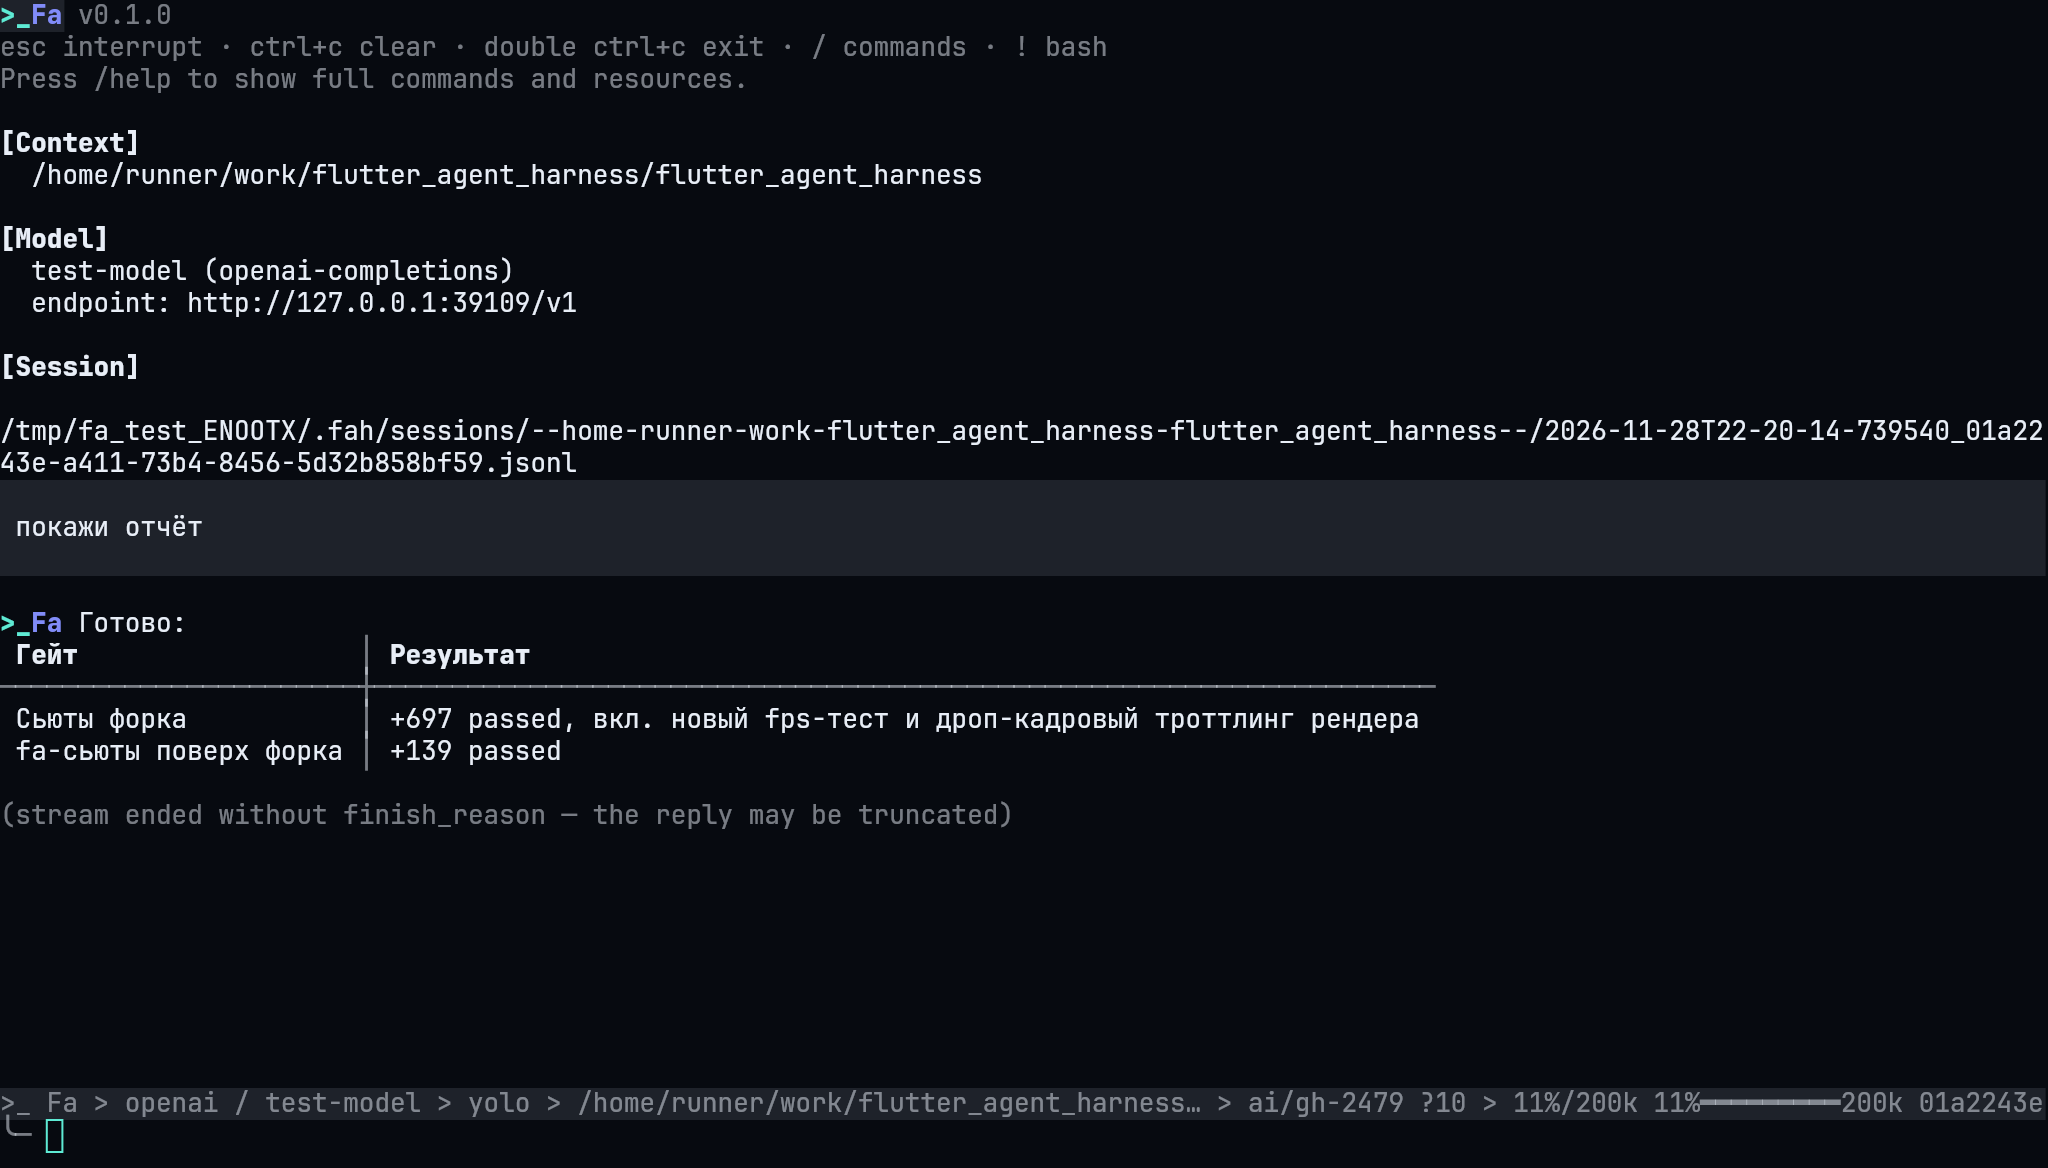 >_Fa v0.1.0
esc interrupt · ctrl+c clear · double ctrl+c exit · / commands · ! bash
Press /help to show full commands and resources.
[Context]
/home/runner/work/flutter_agent_harness/flutter_agent_harness
[Model]
test-model (openai-completions)
endpoint: http://127.0.0.1:39109/v1
[Session]
/tmp/fa_test_ENOOTX/.fah/sessions/--home-runner-work-flutter_agent_harness-flutter_agent_harness--/2026-11-28T22-20-14-739540_01a22
43e-a411-73b4-8456-5d32b858bf59.jsonl
покажи отчёт
>_Fa Готово:
Гейт │ Результат
Сьюты форка │ +697 passed, вкл. новый fps-тест и дроп-кадровый троттлинг рендера
fa-сьюты поверх форка │ +139 passed
(stream ended without finish_reason — the reply may be truncated)
>_ Fa > openai / test-model > yolo > /home/runner/work/flutter_agent_harness… > ai/gh-2479 ?10 > 11%/200k 11%━━━━━━━━━200k 01a2243e